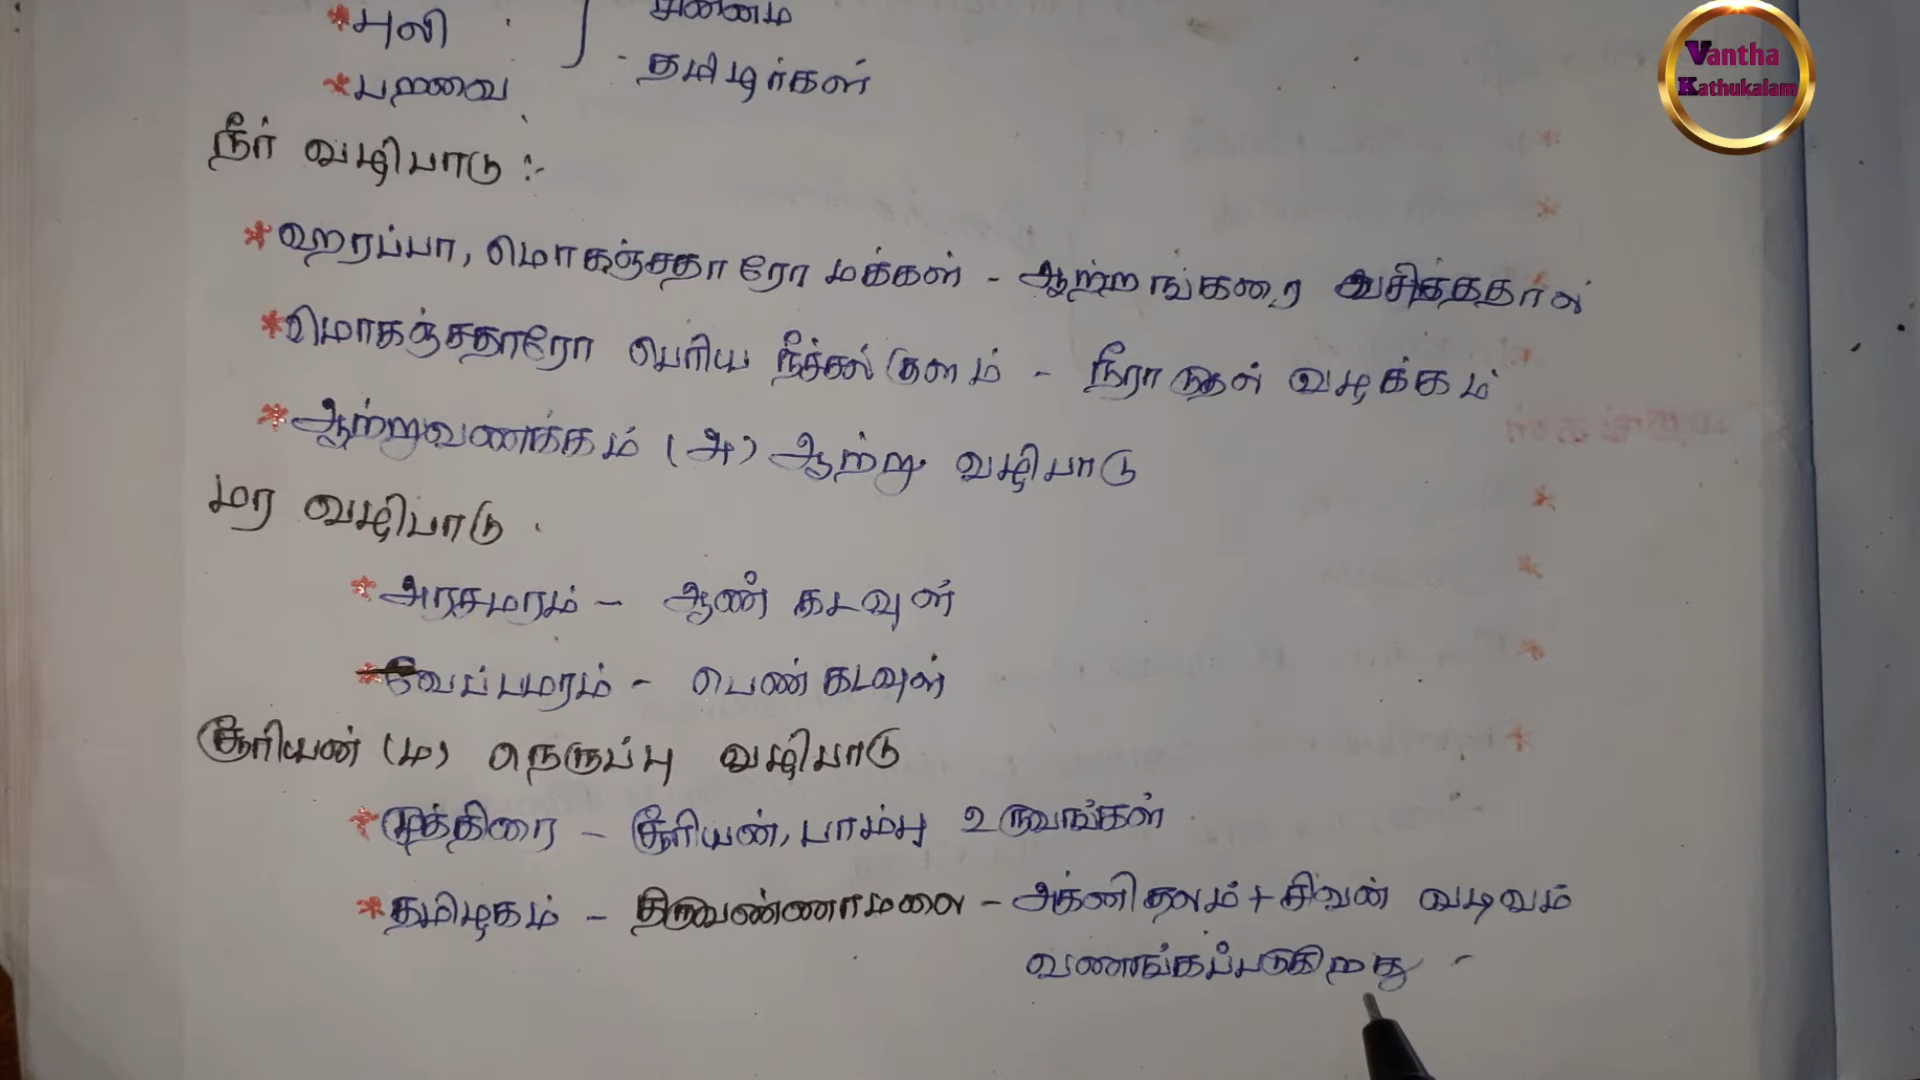 * புலி
சின்னம்
* பறவை
- தமிழர்கள்
Vantha
Kathukalam
நீர் வழிபாடு :-
* ஹரப்பா, மொகஞ்சதாரோ மக்கள் - ஆற்றங்கரை வசித்ததால்
* மொகஞ்சதாரோ பெரிய நீச்சல் குளம் - நீராடுதல் வழக்கம்
* ஆற்றுவணக்கம் (அ) ஆற்று வழிபாடு
மர வழிபாடு
* அரசமரம் - ஆண் கடவுள்
* வேப்பமரம் - பெண் கடவுள்
சூரியன் (ம) நெருப்பு வழிபாடு
* முத்திரை - சூரியன், பாம்பு உருவங்கள்
* தமிழகம் - திருவண்ணாமலை - அக்னிதலம் + சிவன் வடிவம்
வணங்கப்படுகிறது